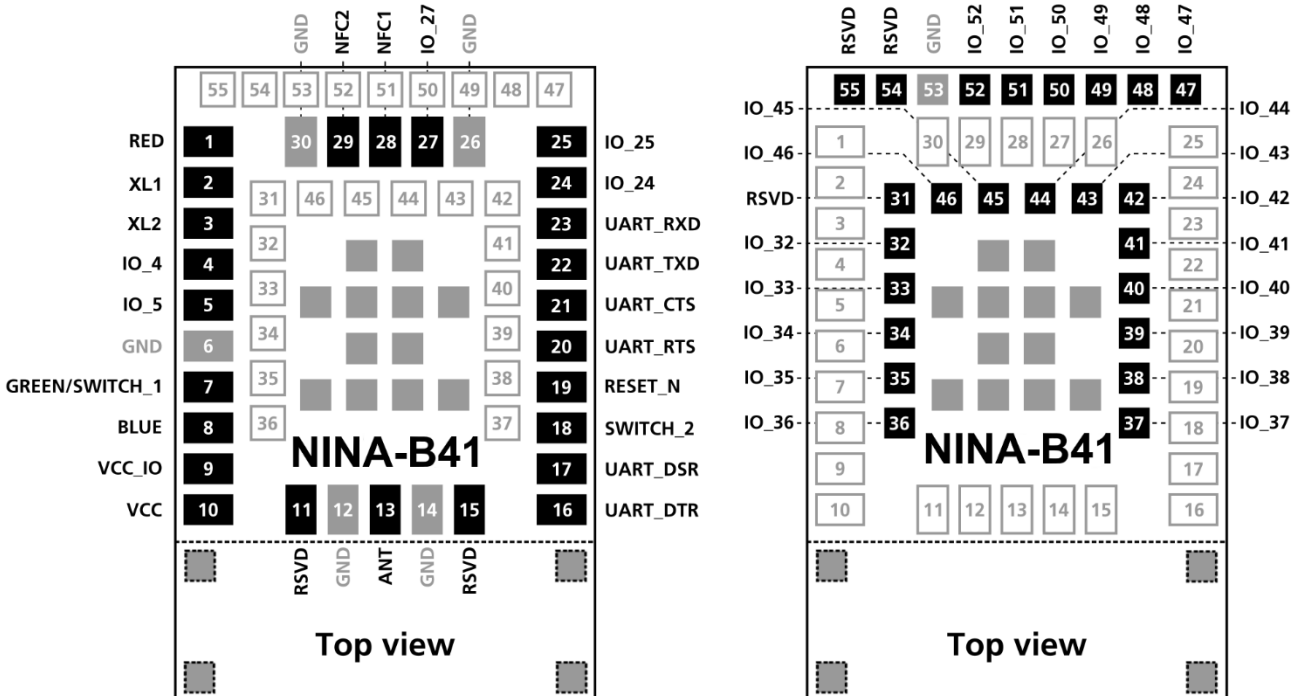 GND NFC2 NFC1 IO_27 GND
55 54 53 52 51 50 49 48 47
30 29 28 27 26
RED 1 25 IO_25
XL1 2 24 IO_24
31 46 45 44 43 42
XL2 3 23 UART_RXD
32 41
IO_4 4 22 UART_TXD
33 40
IO_5 5 21 UART_CTS
34 39
GND 6 20 UART_RTS
35 38
GREEN/SWITCH_1 7 19 RESET_N
36 37
BLUE 8 18 SWITCH_2
NINA-B41
VCC_IO 9 17 UART_DSR
VCC 10 11 12 13 14 15 16 UART_DTR
RSVD GND ANT GND RSVD
Top view
RSVD RSVD GND IO_52 IO_51 IO_50 IO_49 IO_48 IO_47
55 54 53 52 51 50 49 48 47
IO_45 IO_44
1 30 29 28 27 26 25
IO_46 IO_43
2 24
RSVD 31 46 45 44 43 42 IO_42
3 23
IO_32 32 41 IO_41
4 22
IO_33 33 40 IO_40
5 21
IO_34 34 39 IO_39
6 20
IO_35 35 38 IO_38
7 19
IO_36 36 37 IO_37
8 18
NINA-B41
9 17
10 11 12 13 14 15 16
Top view